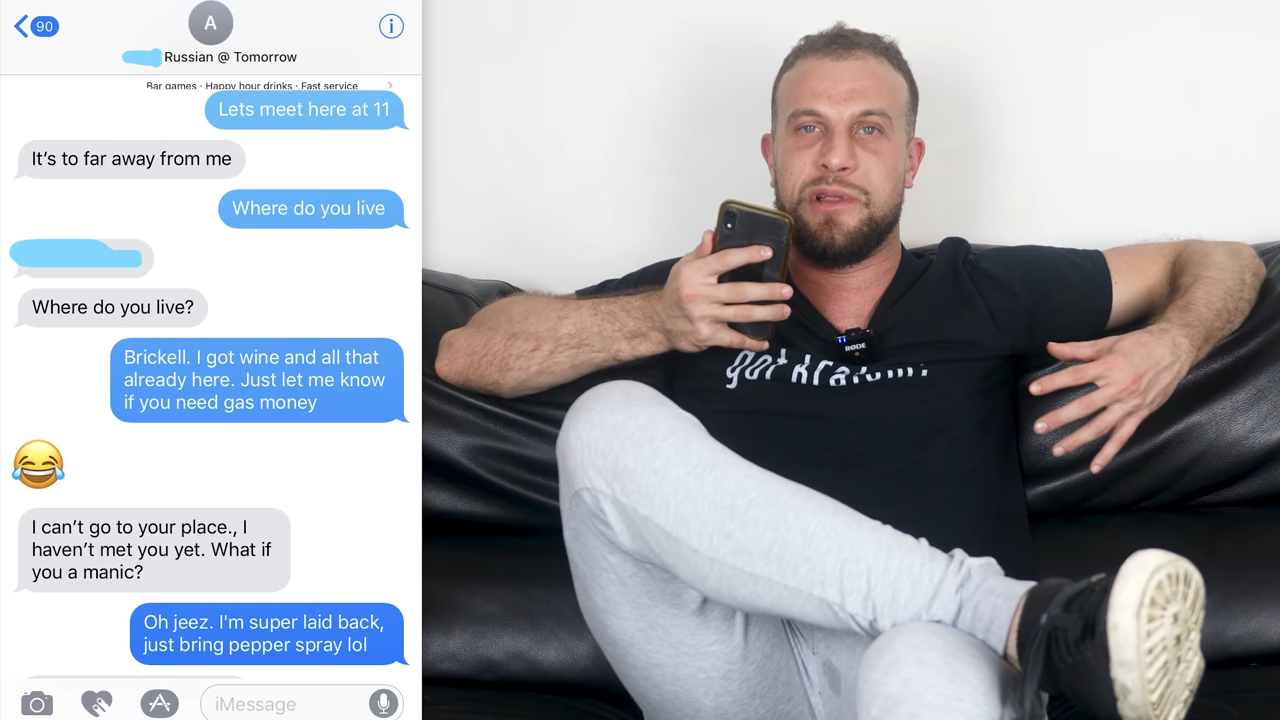 90
A
Russian @ Tomorrow
Bar games · Happy hour drinks · Fast service
Lets meet here at 11
It’s to far away from me
Where do you live
Where do you live?
Brickell. I got wine and all that
already here. Just let me know
if you need gas money
I can’t go to your place., I
haven’t met you yet. What if
you a manic?
Oh jeez. I'm super laid back,
just bring pepper spray lol
iMessage
RØDE
got kratom?